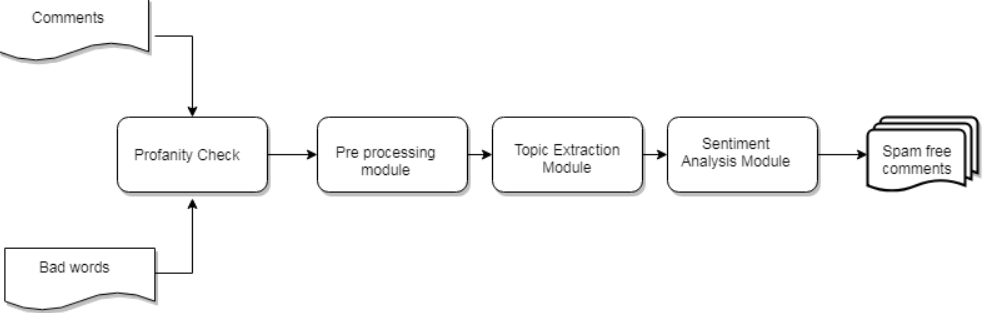 Comments
Profanity Check
Pre processing
module
Topic Extraction
Module
Sentiment
Analysis Module
Spam free
comments
Bad words